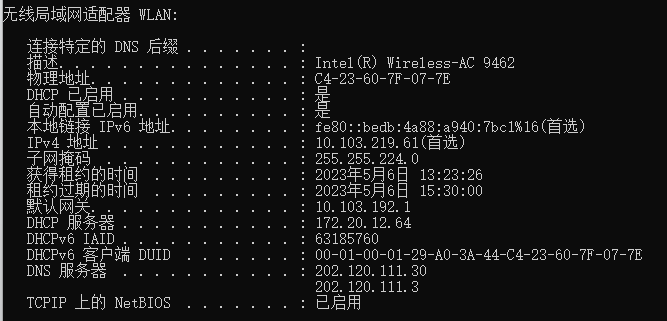 无线局域网适配器 WLAN:
连接特定的 DNS 后缀 . . . . . . . :
描述. . . . . . . . . . . . . . . : Intel(R) Wireless-AC 9462
物理地址. . . . . . . . . . . . . : C4-23-60-7F-07-7E
DHCP 已启用 . . . . . . . . . . . : 是
自动配置已启用. . . . . . . . . . : 是
本地链接 IPv6 地址. . . . . . . . : fe80::bedb:4a88:a940:7bc1%16(首选)
IPv4 地址 . . . . . . . . . . . . : 10.103.219.61(首选)
子网掩码 . . . . . . . . . . . . : 255.255.224.0
获得租约的时间 . . . . . . . . . : 2023年5月6日 13:23:26
租约过期的时间 . . . . . . . . . : 2023年5月6日 15:30:00
默认网关. . . . . . . . . . . . . : 10.103.192.1
DHCP 服务器 . . . . . . . . . . . : 172.20.12.64
DHCPv6 IAID . . . . . . . . . . . : 63185760
DHCPv6 客户端 DUID . . . . . . . : 00-01-00-01-29-A0-3A-44-C4-23-60-7F-07-7E
DNS 服务器 . . . . . . . . . . . : 202.120.111.30
202.120.111.3
TCPIP 上的 NetBIOS . . . . . . . : 已启用